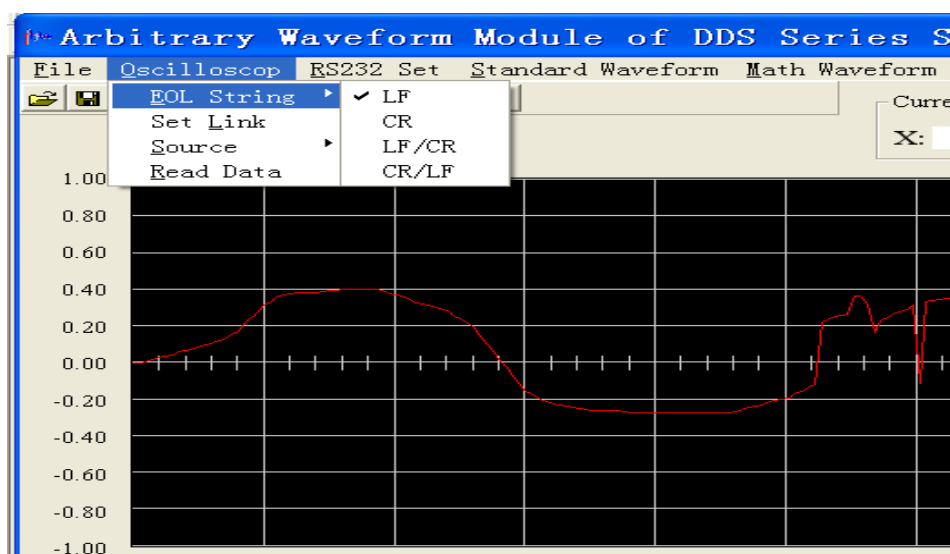 Arbitrary Waveform Module of DDS Series S
File Oscilloscop RS232 Set Standard Waveform Math Waveform
EOL String
LF
Set Link
CR
Source
LF/CR
Read Data
CR/LF
Curre
X:
1.00
0.80
0.60
0.40
0.20
0.00
-0.20
-0.40
-0.60
-0.80
-1.00